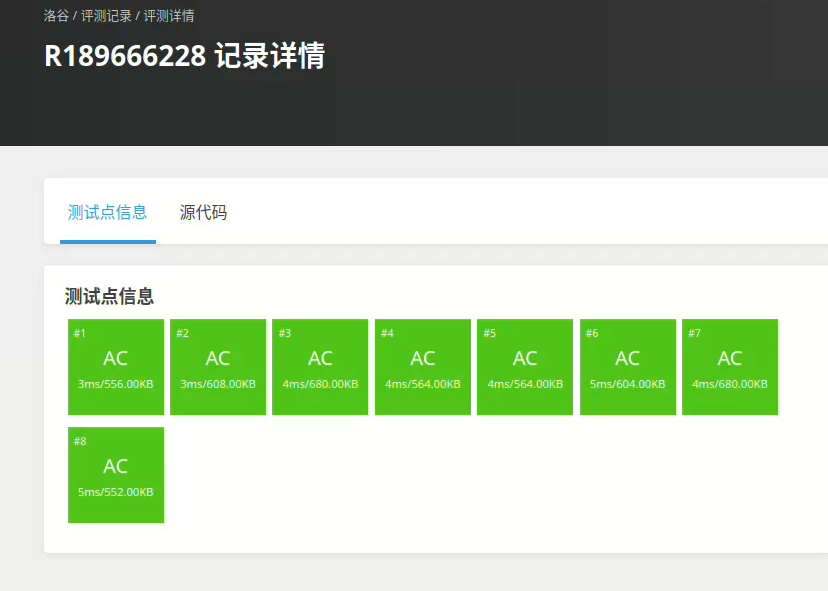 洛谷 / 评测记录 / 评测详情
R189666228 记录详情
测试点信息 源代码
测试点信息
#1 #2 #3 #4 #5 #6 #7
AC AC AC AC AC AC AC
3ms/556.00KB 3ms/608.00KB 4ms/680.00KB 4ms/564.00KB 4ms/564.00KB 5ms/604.00KB 4ms/680.00KB
#8
AC
5ms/552.00KB